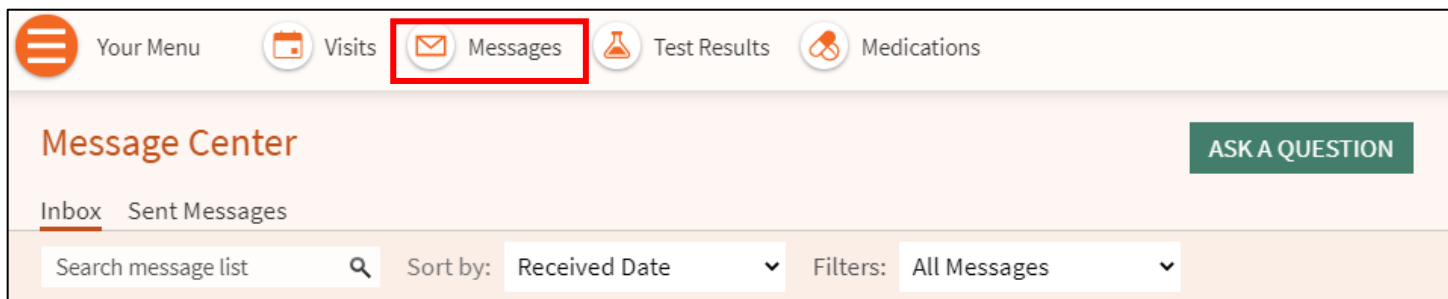 Your Menu Visits Messages Test Results Medications
Message Center
ASK A QUESTION
Inbox Sent Messages
Search message list Sort by: Received Date Filters: All Messages